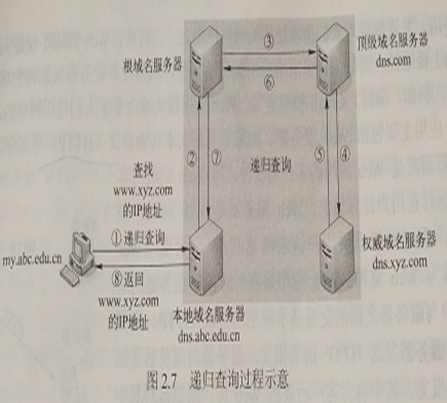 ③
根域名服务器
⑥
顶级域名服务器
dns.com
查找
www.xyz.com
的IP地址
②
⑦
递归查询
⑤
④
my.abc.edu.cn
①递归查询
⑧返回
www.xyz.com
的IP地址
本地域名服务器
dns.abc.edu.cn
权威域名服务器
dns.xyz.com
图 2.7 递归查询过程示意